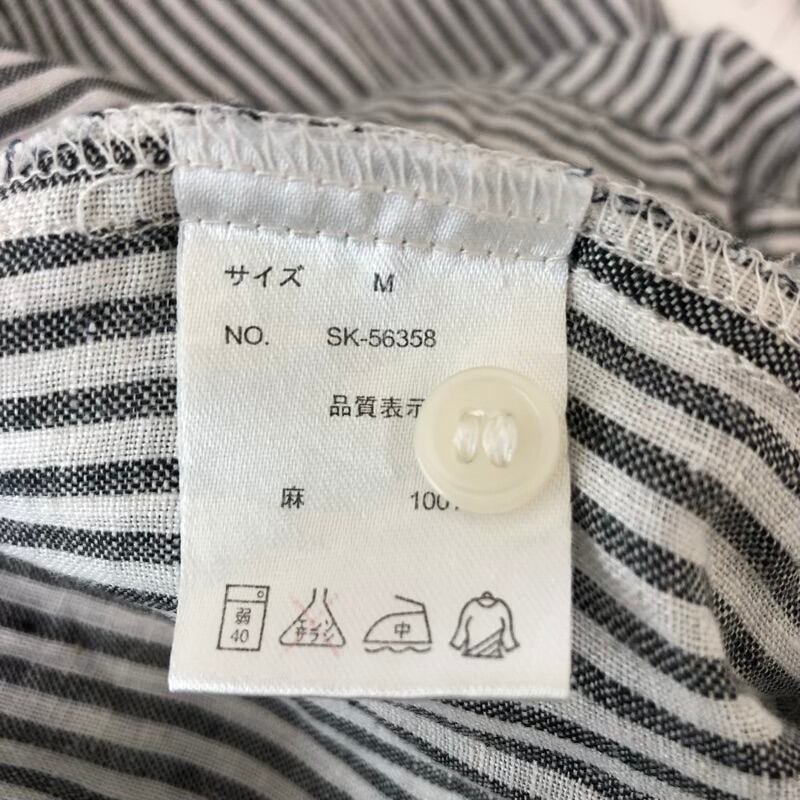 サイズ M
NO. SK-56358
品質表示
麻 100
弱 40 エンソサラシ 中